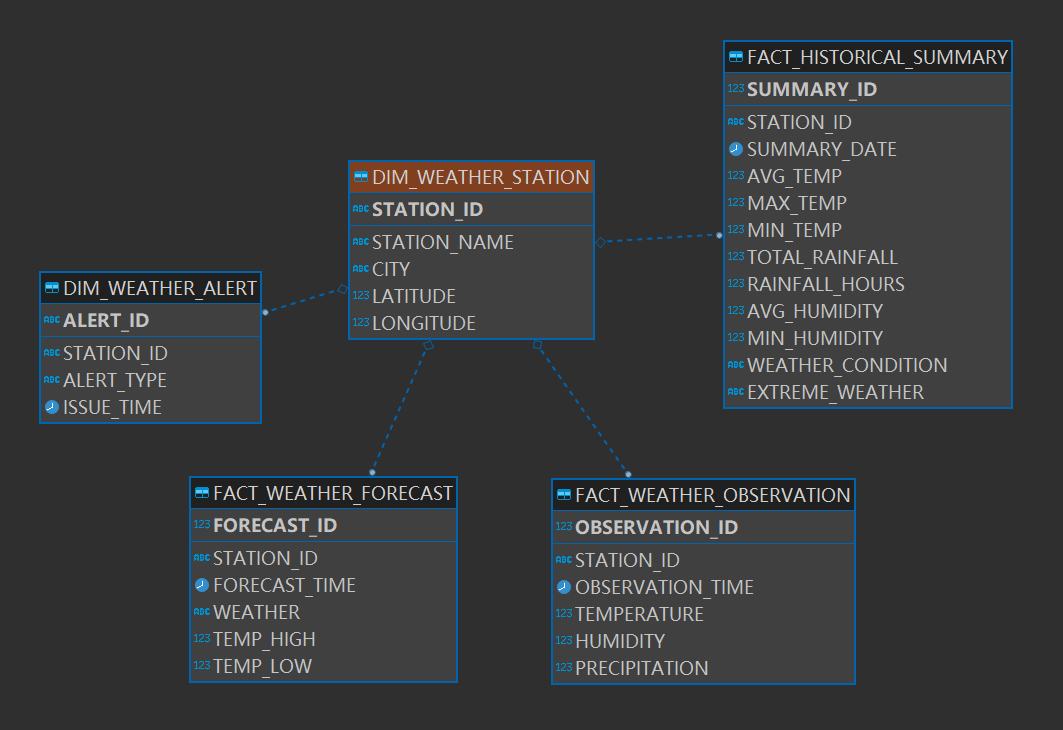 FACT_HISTORICAL_SUMMARY
123 SUMMARY_ID
ABC STATION_ID
SUMMARY_DATE
123 AVG_TEMP
123 MAX_TEMP
123 MIN_TEMP
123 TOTAL_RAINFALL
123 RAINFALL_HOURS
123 AVG_HUMIDITY
123 MIN_HUMIDITY
ABC WEATHER_CONDITION
ABC EXTREME_WEATHER
DIM_WEATHER_STATION
ABC STATION_ID
ABC STATION_NAME
ABC CITY
123 LATITUDE
123 LONGITUDE
DIM_WEATHER_ALERT
ABC ALERT_ID
ABC STATION_ID
ABC ALERT_TYPE
ISSUE_TIME
FACT_WEATHER_FORECAST
123 FORECAST_ID
ABC STATION_ID
FORECAST_TIME
ABC WEATHER
123 TEMP_HIGH
123 TEMP_LOW
FACT_WEATHER_OBSERVATION
123 OBSERVATION_ID
ABC STATION_ID
OBSERVATION_TIME
123 TEMPERATURE
123 HUMIDITY
123 PRECIPITATION